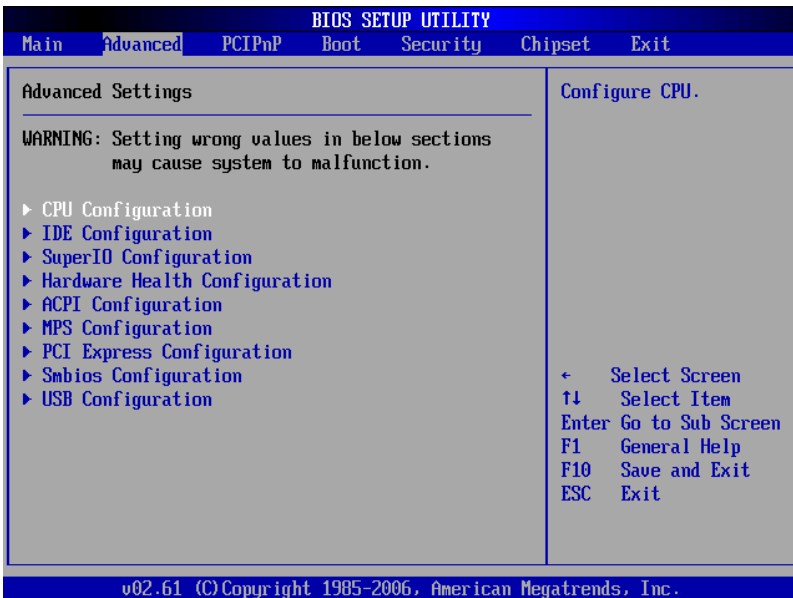 BIOS SETUP UTILITY
Main Advanced PCIPnP Boot Security Chipset Exit
Advanced Settings
WARNING: Setting wrong values in below sections
may cause system to malfunction.
▶ CPU Configuration
▶ IDE Configuration
▶ SuperIO Configuration
▶ Hardware Health Configuration
▶ ACPI Configuration
▶ MPS Configuration
▶ PCI Express Configuration
▶ Smbios Configuration
▶ USB Configuration
Configure CPU.
← Select Screen
↑↓ Select Item
Enter Go to Sub Screen
F1 General Help
F10 Save and Exit
ESC Exit
v02.61 (C)Copyright 1985-2006, American Megatrends, Inc.